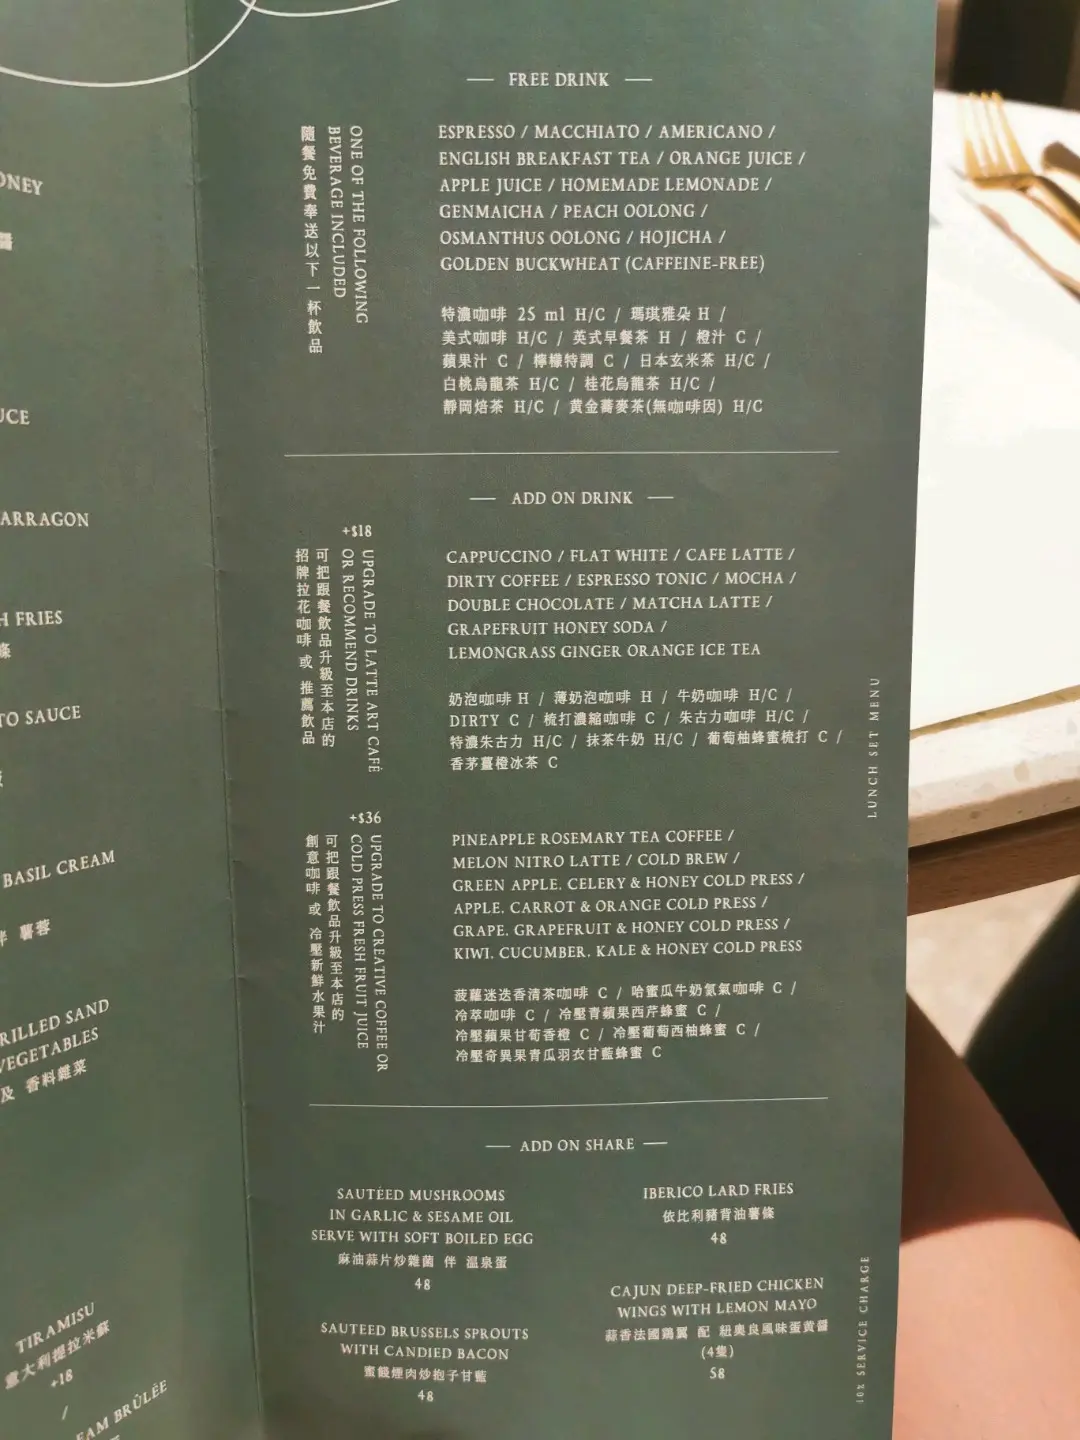 ONEY
醬
UCE
ARRAGON
H FRIES
條
TO SAUCE
BASIL CREAM
伴 薯蓉
RILLED SAND
VEGETABLES
及 香料雜菜
TIRAMISU
意大利提拉米蘇
+18
/
EAM BRÛLÉE
FREE DRINK
ONE OF THE FOLLOWING
BEVERAGE INCLUDED
隨餐免費奉送以下一杯飲品
ESPRESSO / MACCHIATO / AMERICANO /
ENGLISH BREAKFAST TEA / ORANGE JUICE /
APPLE JUICE / HOMEMADE LEMONADE /
GENMAICHA / PEACH OOLONG /
OSMANTHUS OOLONG / HOJICHA /
GOLDEN BUCKWHEAT (CAFFEINE-FREE)
特濃咖啡 25 ml H/C / 瑪琪雅朵 H /
美式咖啡 H/C / 英式早餐茶 H / 橙汁 C /
蘋果汁 C / 檸檬特調 C / 日本玄米茶 H/C /
白桃烏龍茶 H/C / 桂花烏龍茶 H/C /
靜岡焙茶 H/C / 黃金蕎麥茶(無咖啡因) H/C
ADD ON DRINK
+$18
UPGRADE TO LATTE ART CAFÉ
OR RECOMMEND DRINKS
可把跟餐飲品升級至本店的
招牌拉花咖啡 或 推薦飲品
CAPPUCCINO / FLAT WHITE / CAFE LATTE /
DIRTY COFFEE / ESPRESSO TONIC / MOCHA /
DOUBLE CHOCOLATE / MATCHA LATTE /
GRAPEFRUIT HONEY SODA /
LEMONGRASS GINGER ORANGE ICE TEA
奶泡咖啡 H / 薄奶泡咖啡 H / 牛奶咖啡 H/C /
DIRTY C / 梳打濃縮咖啡 C / 朱古力咖啡 H/C /
特濃朱古力 H/C / 抹茶牛奶 H/C / 葡萄柚蜂蜜梳打 C /
香茅薑橙冰茶 C
+$36
UPGRADE TO CREATIVE COFFEE OR
COLD PRESS FRESH FRUIT JUICE
可把跟餐飲品升級至本店的
創意咖啡 或 冷壓新鮮水果汁
PINEAPPLE ROSEMARY TEA COFFEE /
MELON NITRO LATTE / COLD BREW /
GREEN APPLE. CELERY & HONEY COLD PRESS /
APPLE. CARROT & ORANGE COLD PRESS /
GRAPE. GRAPEFRUIT & HONEY COLD PRESS /
KIWI. CUCUMBER. KALE & HONEY COLD PRESS
菠蘿迷迭香清茶咖啡 C / 哈蜜瓜牛奶氮氣咖啡 C /
冷萃咖啡 C / 冷壓青蘋果西芹蜂蜜 C /
冷壓蘋果甘荀香橙 C / 冷壓葡萄西柚蜂蜜 C /
冷壓奇異果青瓜羽衣甘藍蜂蜜 C
LUNCH SET MENU
ADD ON SHARE
SAUTÉED MUSHROOMS
IN GARLIC & SESAME OIL
SERVE WITH SOFT BOILED EGG
麻油蒜片炒雜菌 伴 溫泉蛋
48
SAUTEED BRUSSELS SPROUTS
WITH CANDIED BACON
蜜餞煙肉炒抱子甘藍
48
IBERICO LARD FRIES
依比利豬背油薯條
48
CAJUN DEEP-FRIED CHICKEN
WINGS WITH LEMON MAYO
蒜香法國鷄翼 配 紐奧良風味蛋黄醬
(4隻)
58
10% SERVICE CHARGE